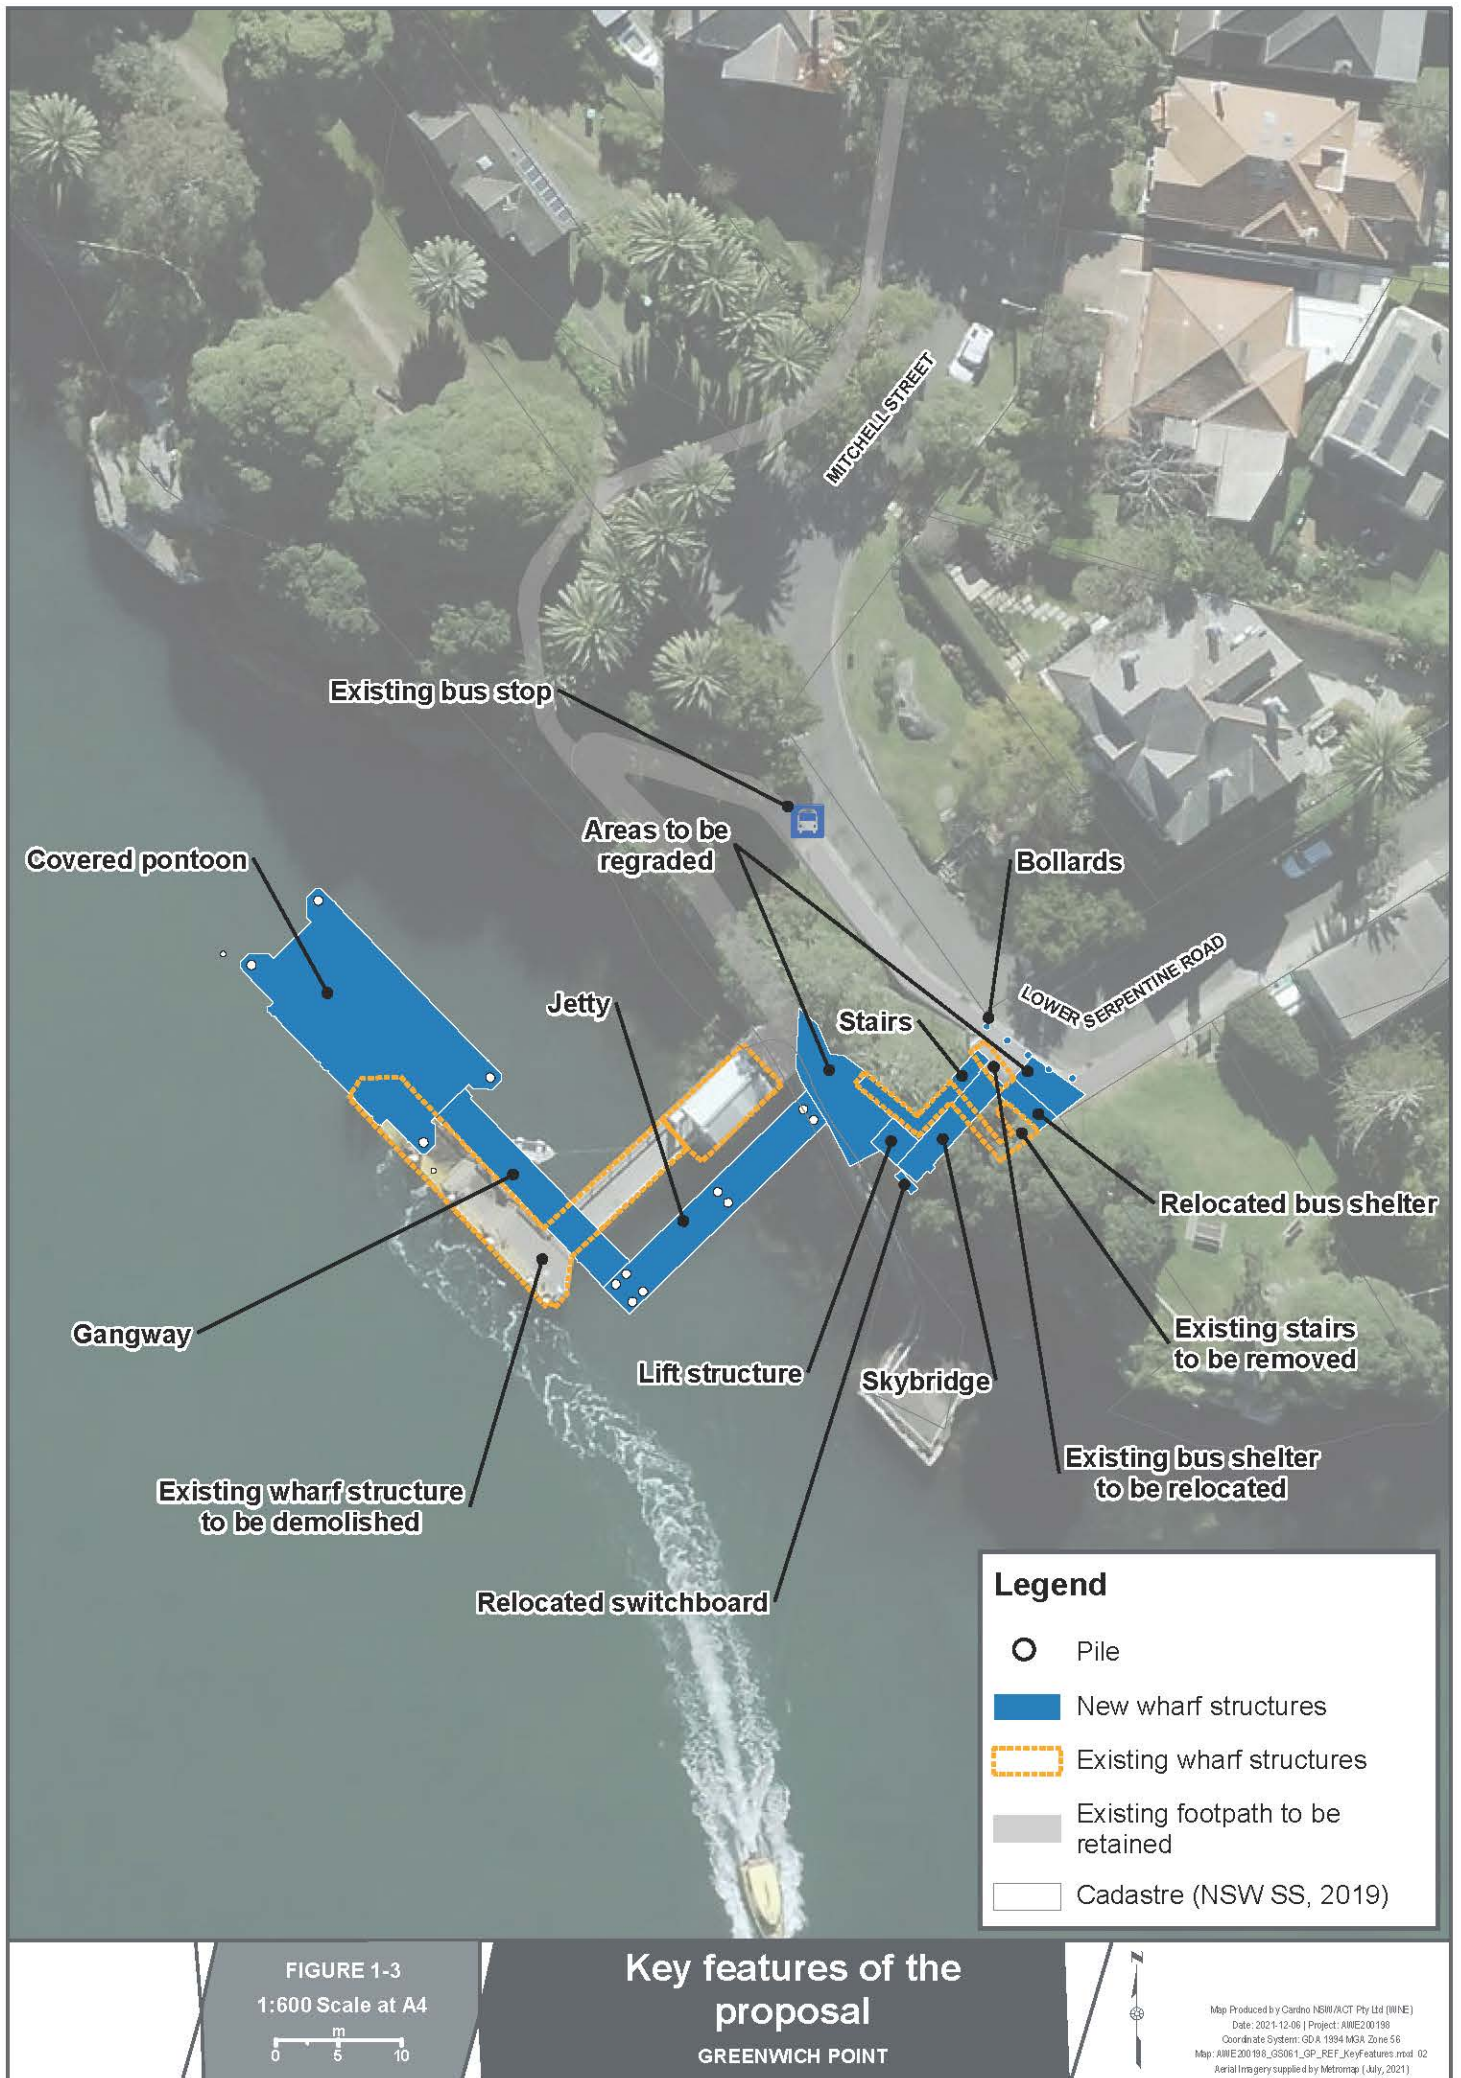 MITCHELL STREET
Existing bus stop
Areas to be
regraded
Covered pontoon
Bollards
LOWER SERPENTINE ROAD
Jetty
Stairs
Relocated bus shelter
Gangway
Existing stairs
to be removed
Lift structure
Skybridge
Existing bus shelter
to be relocated
Existing wharf structure
to be demolished
Relocated switchboard
Legend
Pile
New wharf structures
Existing wharf structures
Existing footpath to be
retained
Cadastre (NSW SS, 2019)
FIGURE 1-3
1:600 Scale at A4
m
0 5 10
Key features of the
proposal
GREENWICH POINT
N
Map Produced by Cardno NSW/ACT Pty Ltd (WNE)
Date: 2021-12-06 | Project: AWE200198
Coordinate System: GDA 1994 MGA Zone 56
Map: AWE200198_GS061_GP_REF_KeyFeatures.mxd 02
Aerial Imagery supplied by Metromap (July, 2021)